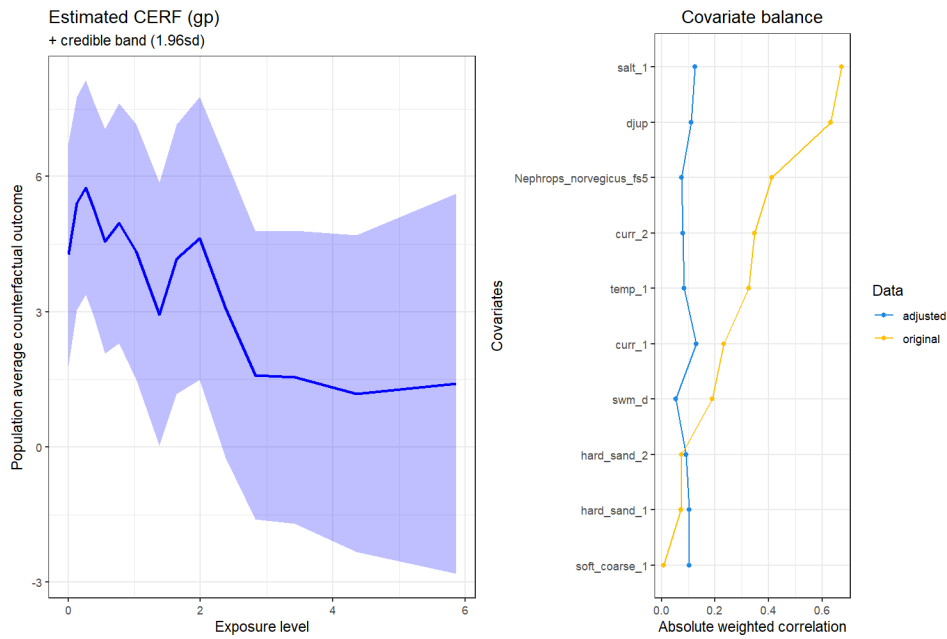 Estimated CERF (gp)
+ credible band (1.96sd)
Population average counterfactual outcome
6
3
0
-3
0
2
4
6
Exposure level
Covariate balance
Covariates
salt_1
djup
Nephrops_norvegicus_fs5
curr_2
temp_1
curr_1
swm_d
hard_sand_2
hard_sand_1
soft_coarse_1
0.0
0.2
0.4
0.6
Absolute weighted correlation
Data
adjusted
original